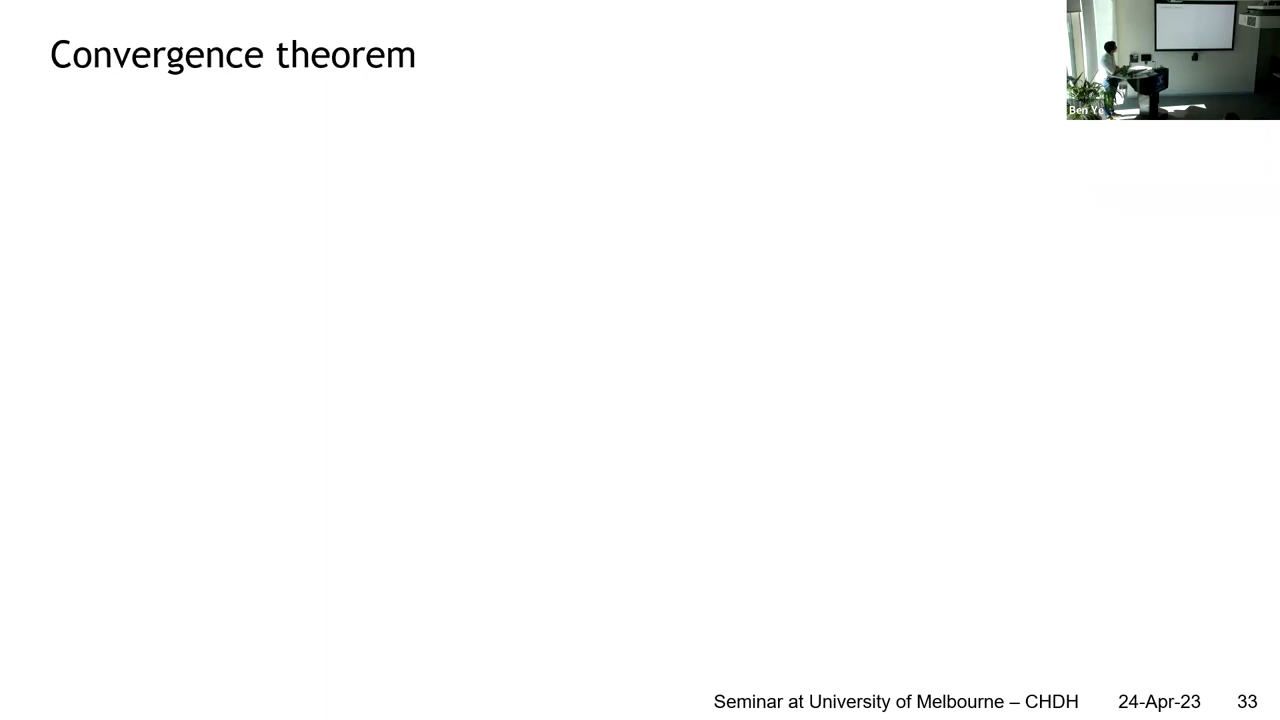 Convergence theorem
Ben Ye
Seminar at University of Melbourne – CHDH 24-Apr-23 33